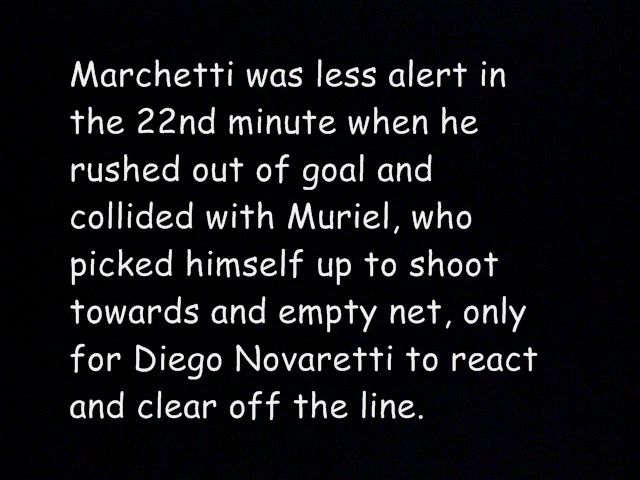 Marchetti was less alert in
the 22nd minute when he
rushed out of goal and
collided with Muriel, who
picked himself up to shoot
towards and empty net, only
for Diego Novaretti to react
and clear off the line.